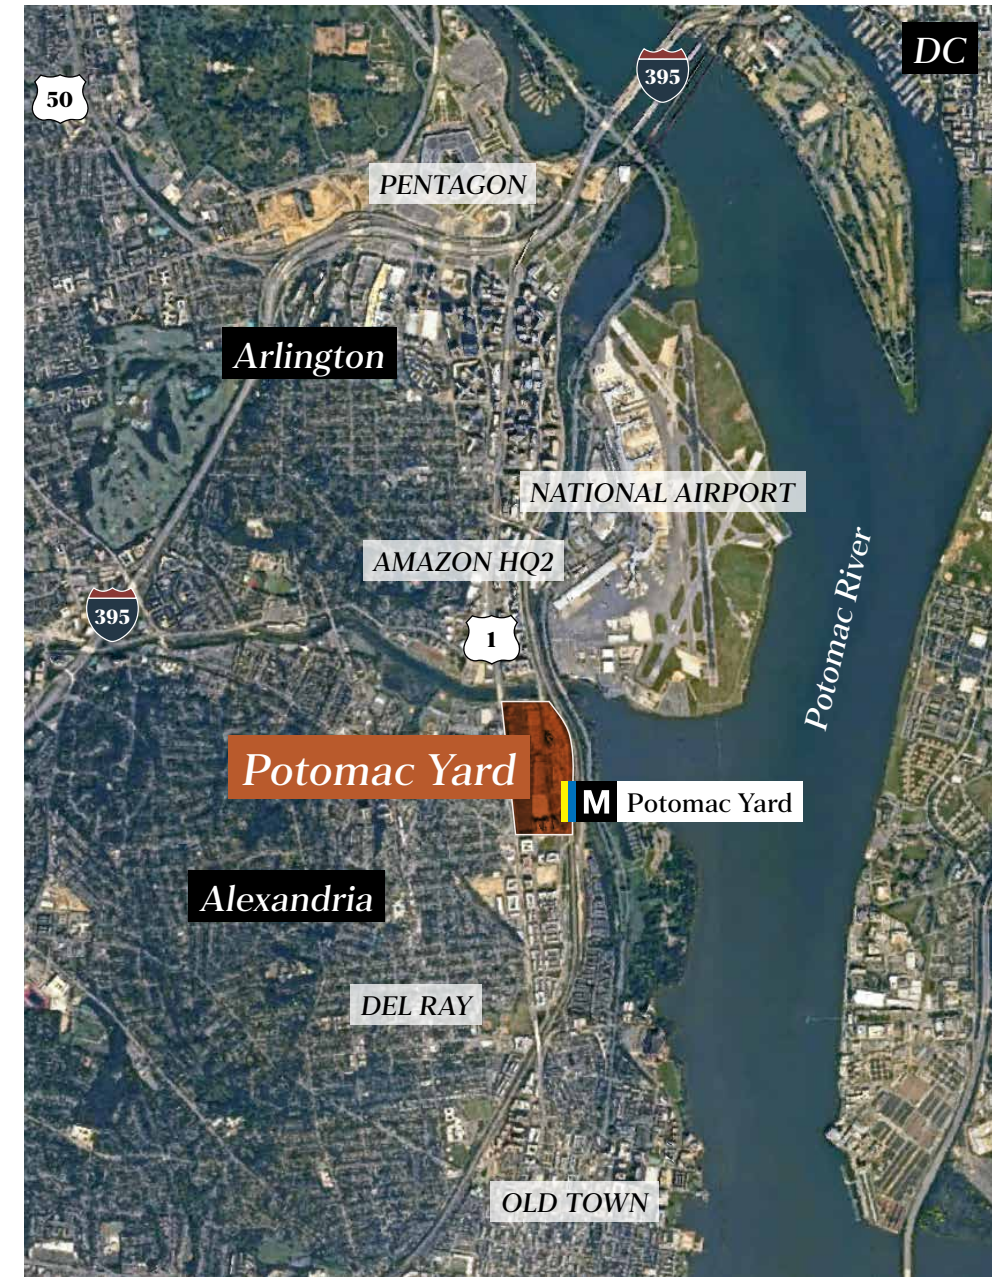 DC
395
50
PENTAGON
Arlington
NATIONAL AIRPORT
AMAZON HQ2
Potomac River
395
1
Potomac Yard
M Potomac Yard
Alexandria
DEL RAY
OLD TOWN